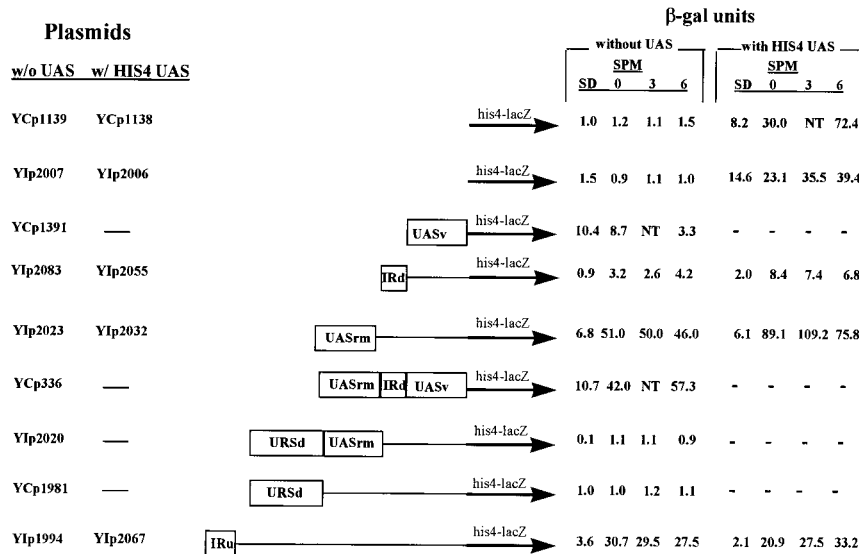 Plasmids
β-gal units
without UAS
with HIS4 UAS
w/o UAS w/ HIS4 UAS
SPM SPM
SD 0 3 6 SD 0 3 6
YCp1139 YCp1138 his4-lacZ 1.0 1.2 1.1 1.5 8.2 30.0 NT 72.4
YIp2007 YIp2006 his4-lacZ 1.5 0.9 1.1 1.0 14.6 23.1 35.5 39.4
YCp1391 — UASv his4-lacZ 10.4 8.7 NT 3.3 - - - -
YIp2083 YIp2055 IRd his4-lacZ 0.9 3.2 2.6 4.2 2.0 8.4 7.4 6.8
YIp2023 YIp2032 UASrm his4-lacZ 6.8 51.0 50.0 46.0 6.1 89.1 109.2 75.8
YCp336 — UASrm IRd UASv his4-lacZ 10.7 42.0 NT 57.3 - - - -
YIp2020 — URSd UASrm his4-lacZ 0.1 1.1 1.1 0.9 - - - -
YCp1981 — URSd his4-lacZ 1.0 1.0 1.2 1.1 - - - -
YIp1994 YIp2067 IRu his4-lacZ 3.6 30.7 29.5 27.5 2.1 20.9 27.5 33.2